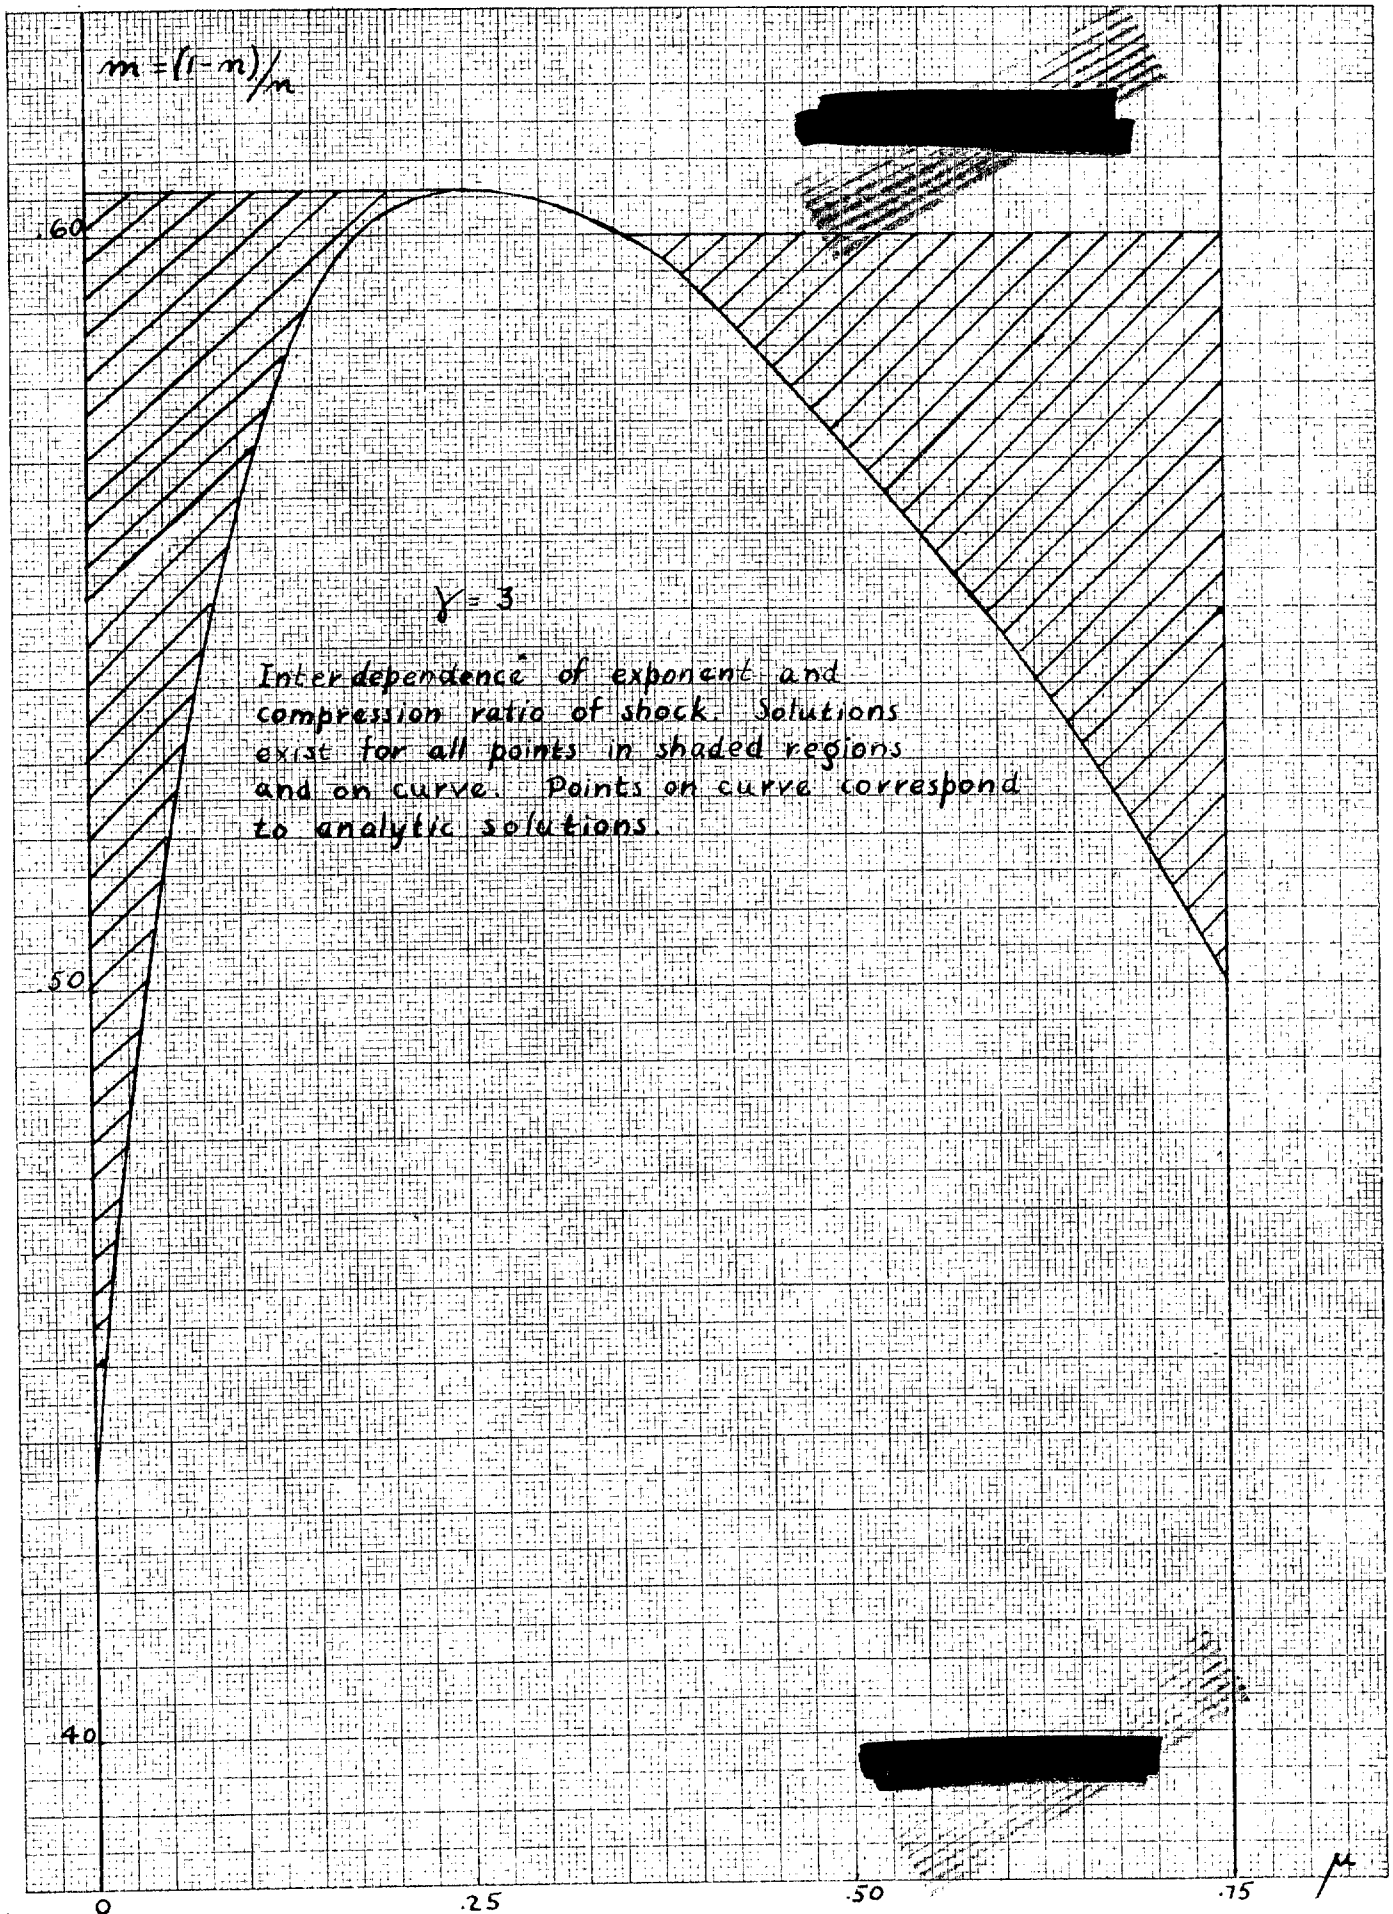 m = (1-n)/n
.60
γ = 3
Interdependence of exponent and
compression ratio of shock. Solutions
exist for all points in shaded regions
and on curve. Points on curve correspond
to analytic solutions.
.50
.40
μ
0
.25
.50
.75